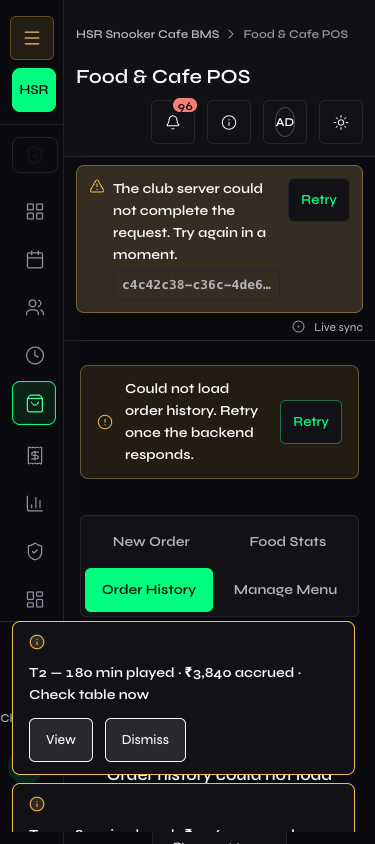 HSR Snooker Cafe BMS > Food & Cafe POS
HSR
Food & Cafe POS
96
AD
The club server could
not complete the
request. Try again in a
moment.
Retry
c4c42c38-c36c-4de6…
Live sync
Could not load
order history. Retry
once the backend
responds.
Retry
New Order
Food Stats
Order History
Manage Menu
T2 — 180 min played · ₹3,840 accrued ·
Check table now
View
Dismiss
Order history could not load